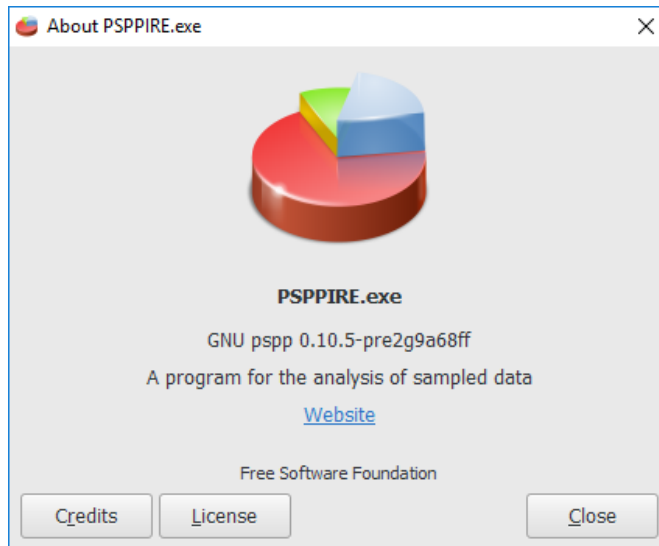 About PSPPIRE.exe
PSPPIRE.exe
GNU pspp 0.10.5-pre2g9a68ff
A program for the analysis of sampled data
Website
Free Software Foundation
Credits License Close